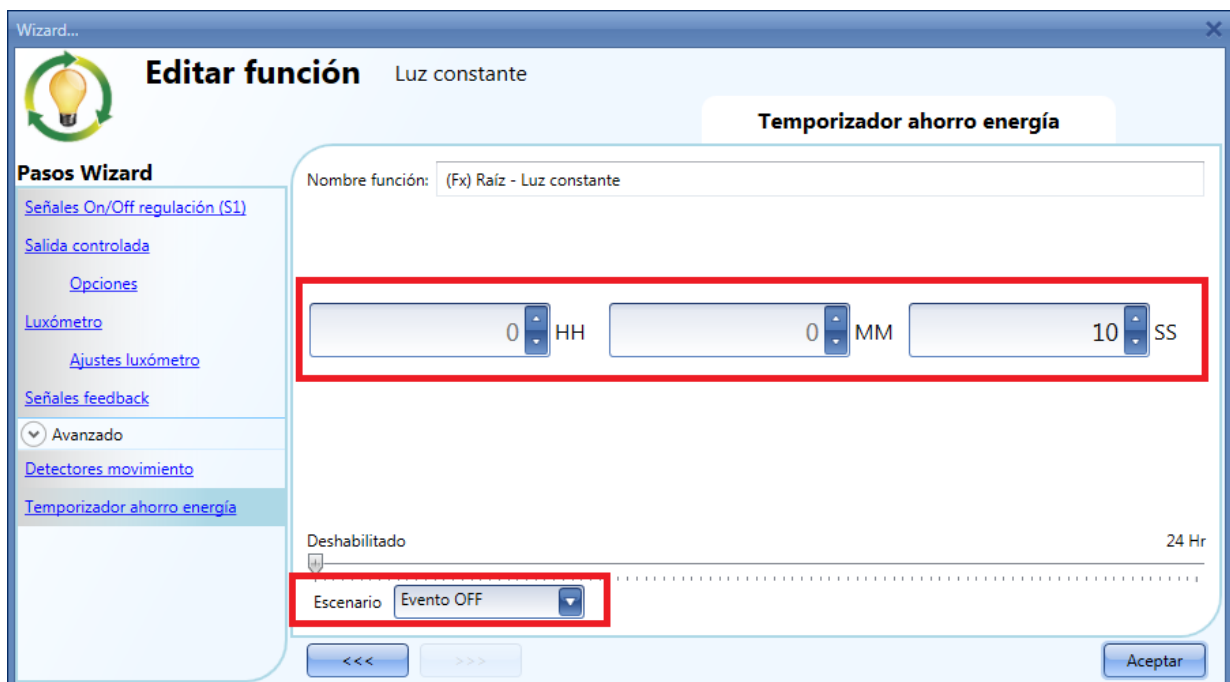 Wizard...
Editar función Luz constante
Temporizador ahorro energía
Pasos Wizard
Señales On/Off regulación (S1)
Salida controlada
Opciones
Luxómetro
Ajustes luxómetro
Señales feedback
Avanzado
Detectores movimiento
Temporizador ahorro energía
Nombre función: (Fx) Raíz - Luz constante
0 HH 0 MM 10 SS
Deshabilitado 24 Hr
Escenario Evento OFF
<<< >>> Aceptar